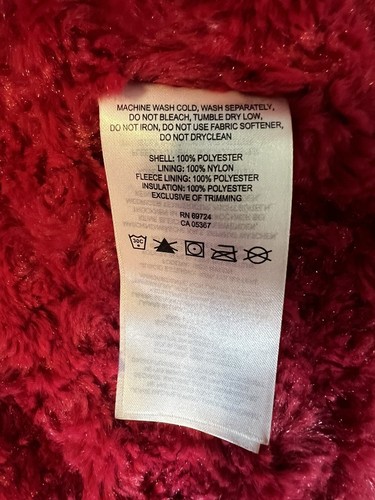 MACHINE WASH COLD, WASH SEPARATELY,
DO NOT BLEACH, TUMBLE DRY LOW,
DO NOT IRON, DO NOT USE FABRIC SOFTENER,
DO NOT DRYCLEAN
SHELL: 100% POLYESTER
LINING: 100% NYLON
FLEECE LINING: 100% POLYESTER
INSULATION: 100% POLYESTER
EXCLUSIVE OF TRIMMING
RN 69724
CA 05367
30C